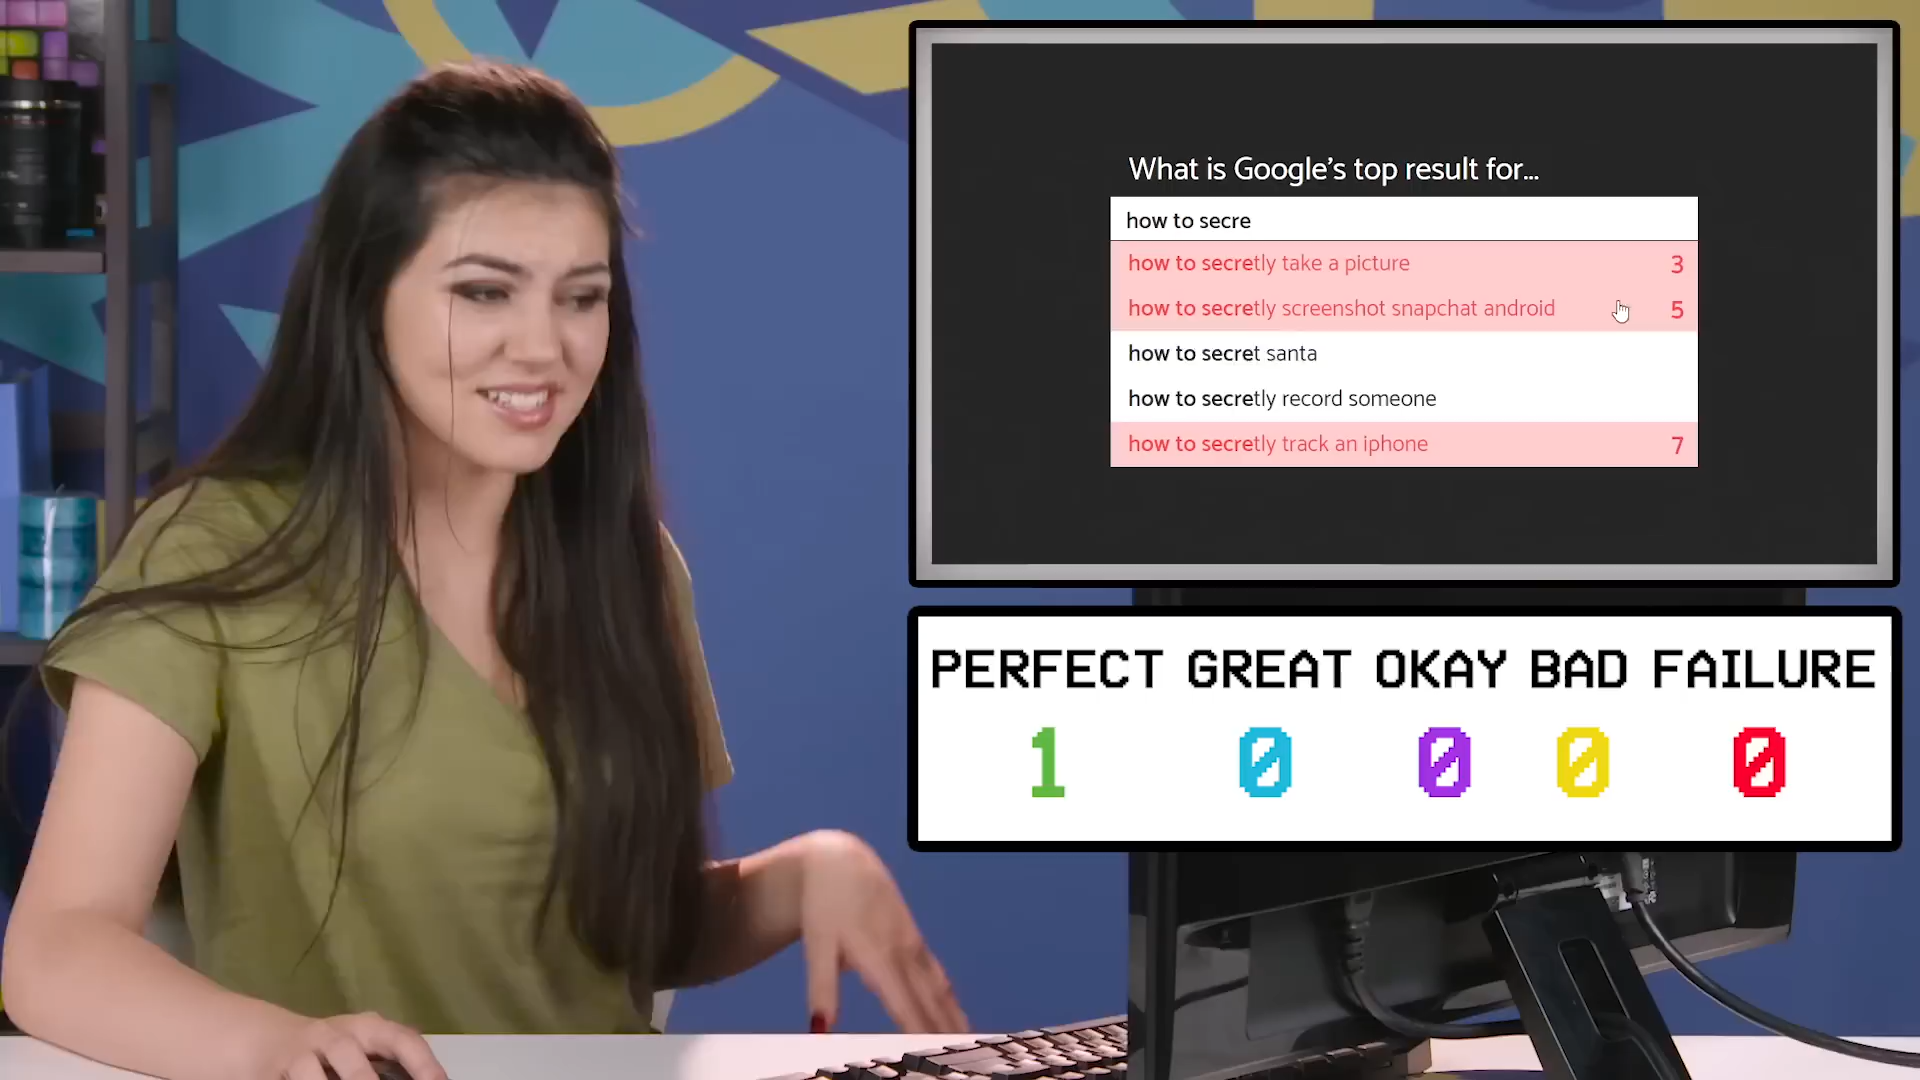 What is Google's top result for...
how to secre
how to secretly take a picture 3
how to secretly screenshot snapchat android 5
how to secret santa
how to secretly record someone
how to secretly track an iphone 7
PERFECT GREAT OKAY BAD FAILURE
1 0 0 0 0